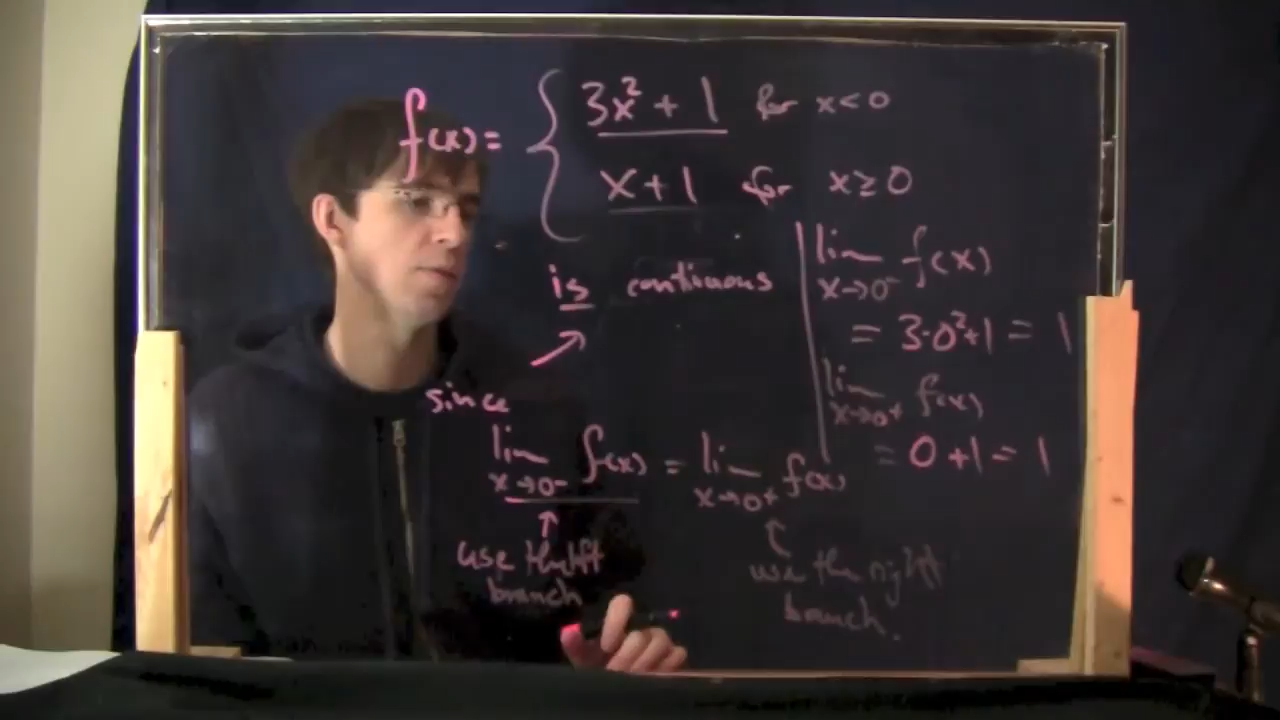 f(x) = { 3x² + 1 for x < 0
x + 1 for x ≥ 0
is continuous
since
lim x→0⁻ f(x) = lim x→0⁺ f(x)
↑ use the lft branch
↑ use the right branch.
lim x→0⁻ f(x)
= 3·0²+1 = 1
lim x→0⁺ f(x)
= 0+1 = 1